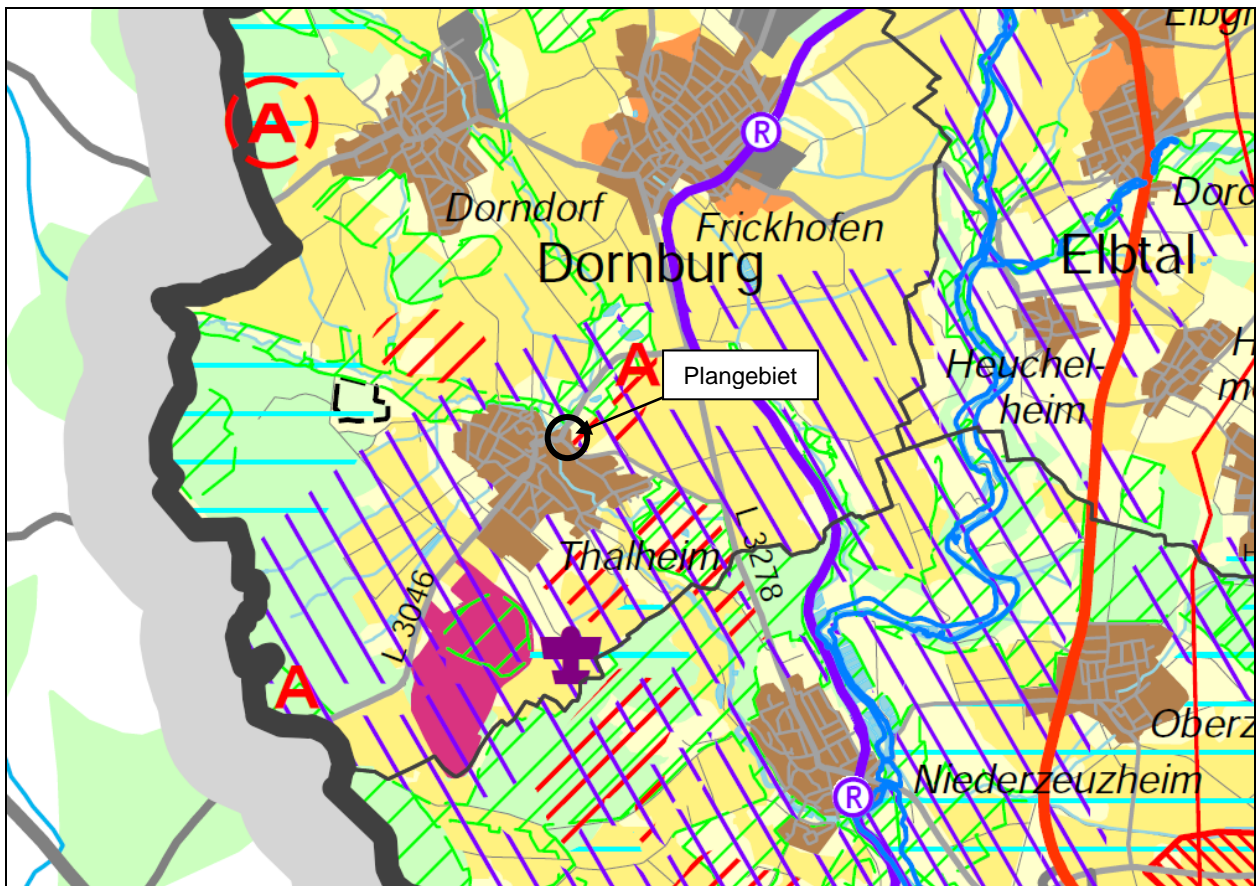 A
R
Dorndorf
Frickhofen
Dornburg
Elbtal
A
Plangebiet
Heuchel-
heim
Thalheim
L 3278
L 3046
A
Niederzeuzheim
R